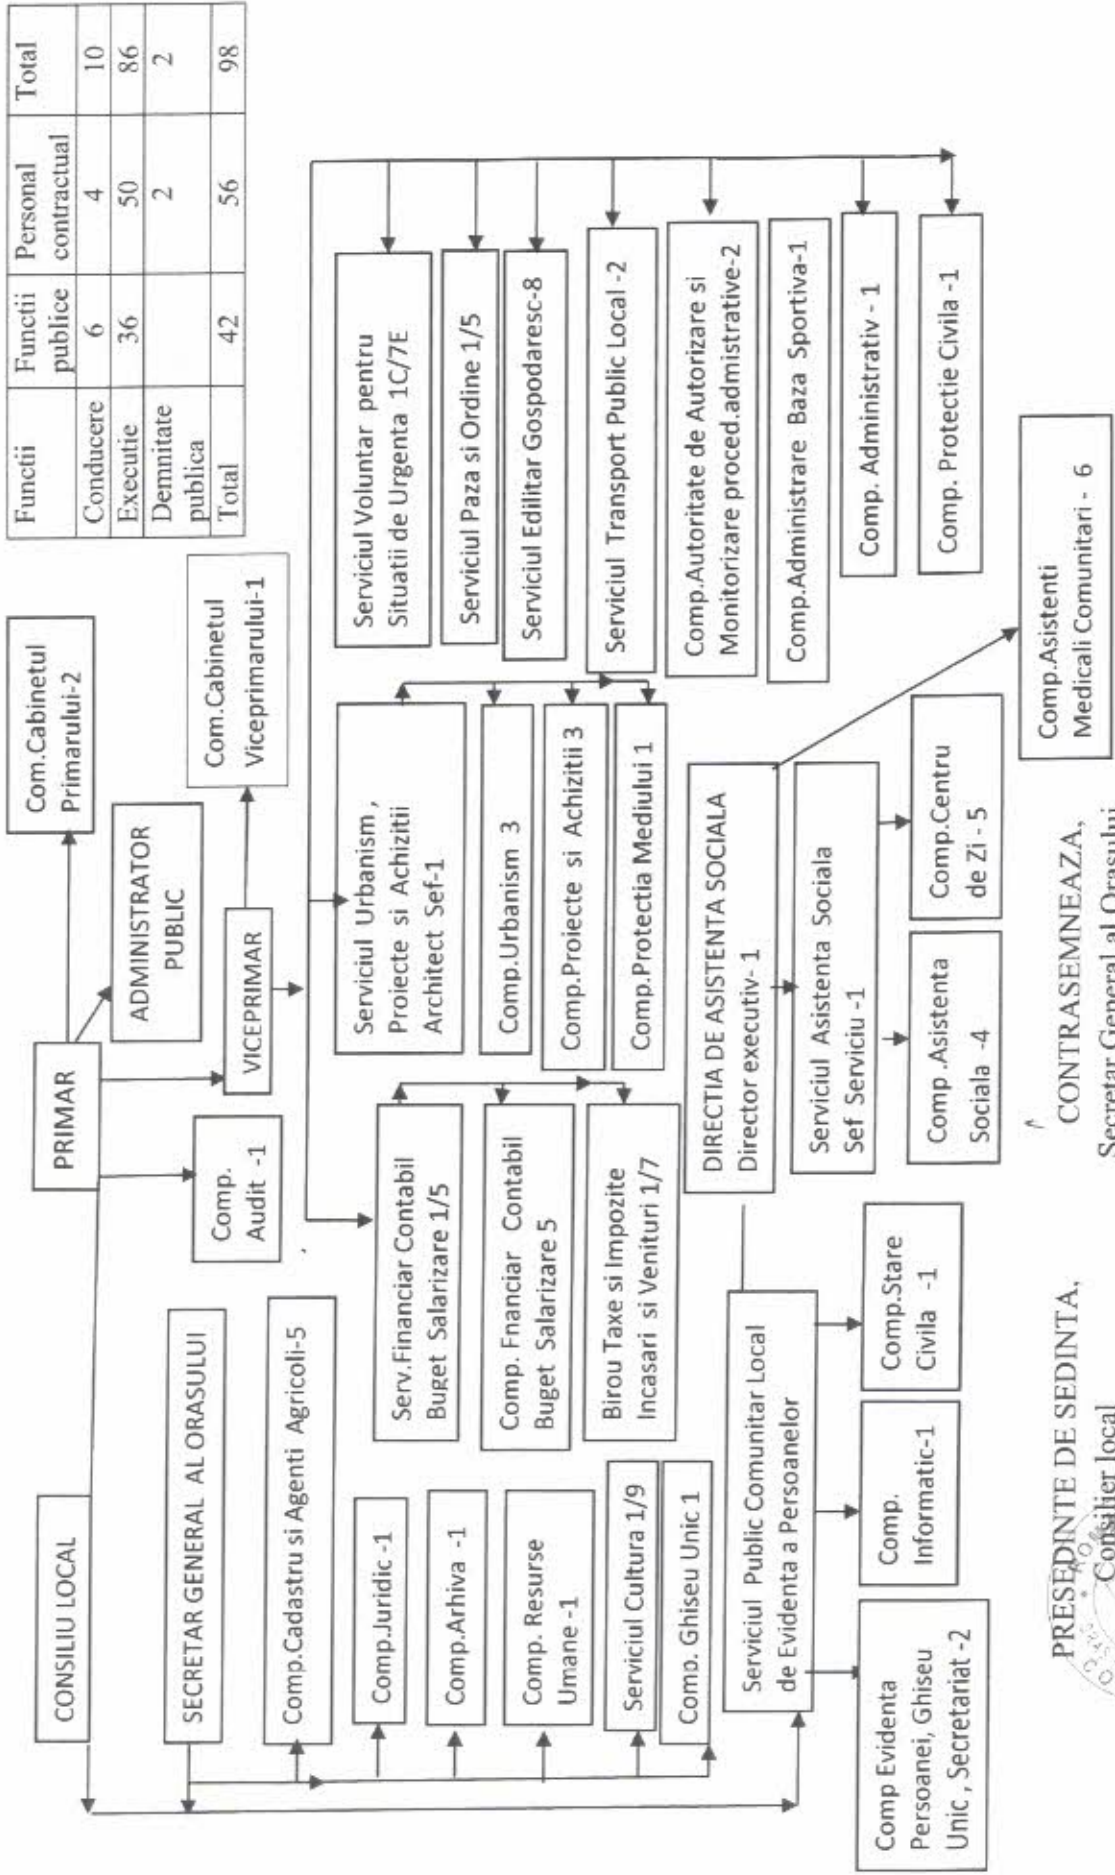 Functii Functii publice Personal contractual Total
Conducere 6 4 10
Executie 36 50 86
Demnitate publica 2 2
Total 42 56 98
CONSILIU LOCAL
PRIMAR
Com.Cabinetul
Primarului-2
ADMINISTRATOR
PUBLIC
Comp.
Audit -1
VICEPRIMAR
Com.Cabinetul
Viceprimarului-1
SECRETAR GENERAL AL ORASULUI
Comp.Cadastru si Agenti Agricoli-5
Comp.Juridic -1
Comp.Arhiva -1
Comp. Resurse
Umane -1
Serviciul Cultura 1/9
Comp. Ghiseu Unic 1
Serv.Financiar Contabil
Buget Salarizare 1/5
Comp. Fnanciar Contabil
Buget Salarizare 5
Birou Taxe si Impozite
Incasari si Venituri 1/7
Serviciul Urbanism ,
Proiecte si Achizitii
Architect Sef-1
Comp.Urbanism 3
Comp.Proiecte si Achizitii 3
Comp.Protectia Mediului 1
Serviciul Voluntar pentru
Situatii de Urgenta 1C/7E
Serviciul Paza si Ordine 1/5
Serviciul Edilitar Gospodaresc-8
Serviciul Transport Public Local -2
Comp.Autoritate de Autorizare si
Monitorizare proced.admistrative-2
Comp.Administrare Baza Sportiva-1
Comp. Administrativ - 1
Comp. Protectie Civila -1
Serviciul Public Comunitar Local
de Evidenta a Persoanelor
Comp Evidenta
Persoanei, Ghiseu
Unic , Secretariat -2
Comp.
Informatic-1
Comp.Stare
Civila -1
DIRECTIA DE ASISTENTA SOCIALA
Director executiv- 1
Serviciul Asistenta Sociala
Sef Serviciu -1
Comp.Asistenta
Sociala -4
Comp.Centru
de Zi - 5
Comp.Asistenti
Medicali Comunitari - 6
PRESEDINTE DE SEDINTA,
Consilier local
CONTRASEMNEAZA,
Secretar General al Orasului